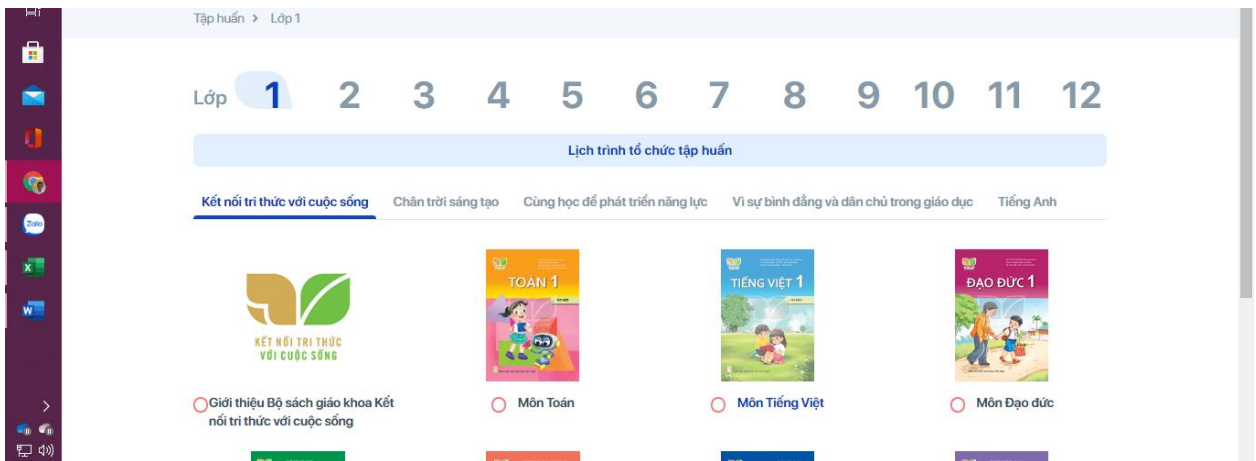 Tập huấn > Lớp 1
Lớp 1 2 3 4 5 6 7 8 9 10 11 12
Lịch trình tổ chức tập huấn
Kết nối tri thức với cuộc sống Chân trời sáng tạo Cùng học để phát triển năng lực Vì sự bình đẳng và dân chủ trong giáo dục Tiếng Anh
TOÁN 1
TIẾNG VIỆT 1
ĐẠO ĐỨC 1
KẾT NỐI TRI THỨC
VỚI CUỘC SỐNG
Giới thiệu Bộ sách giáo khoa Kết
nối tri thức với cuộc sống
Môn Toán
Môn Tiếng Việt
Môn Đạo đức
Zalo